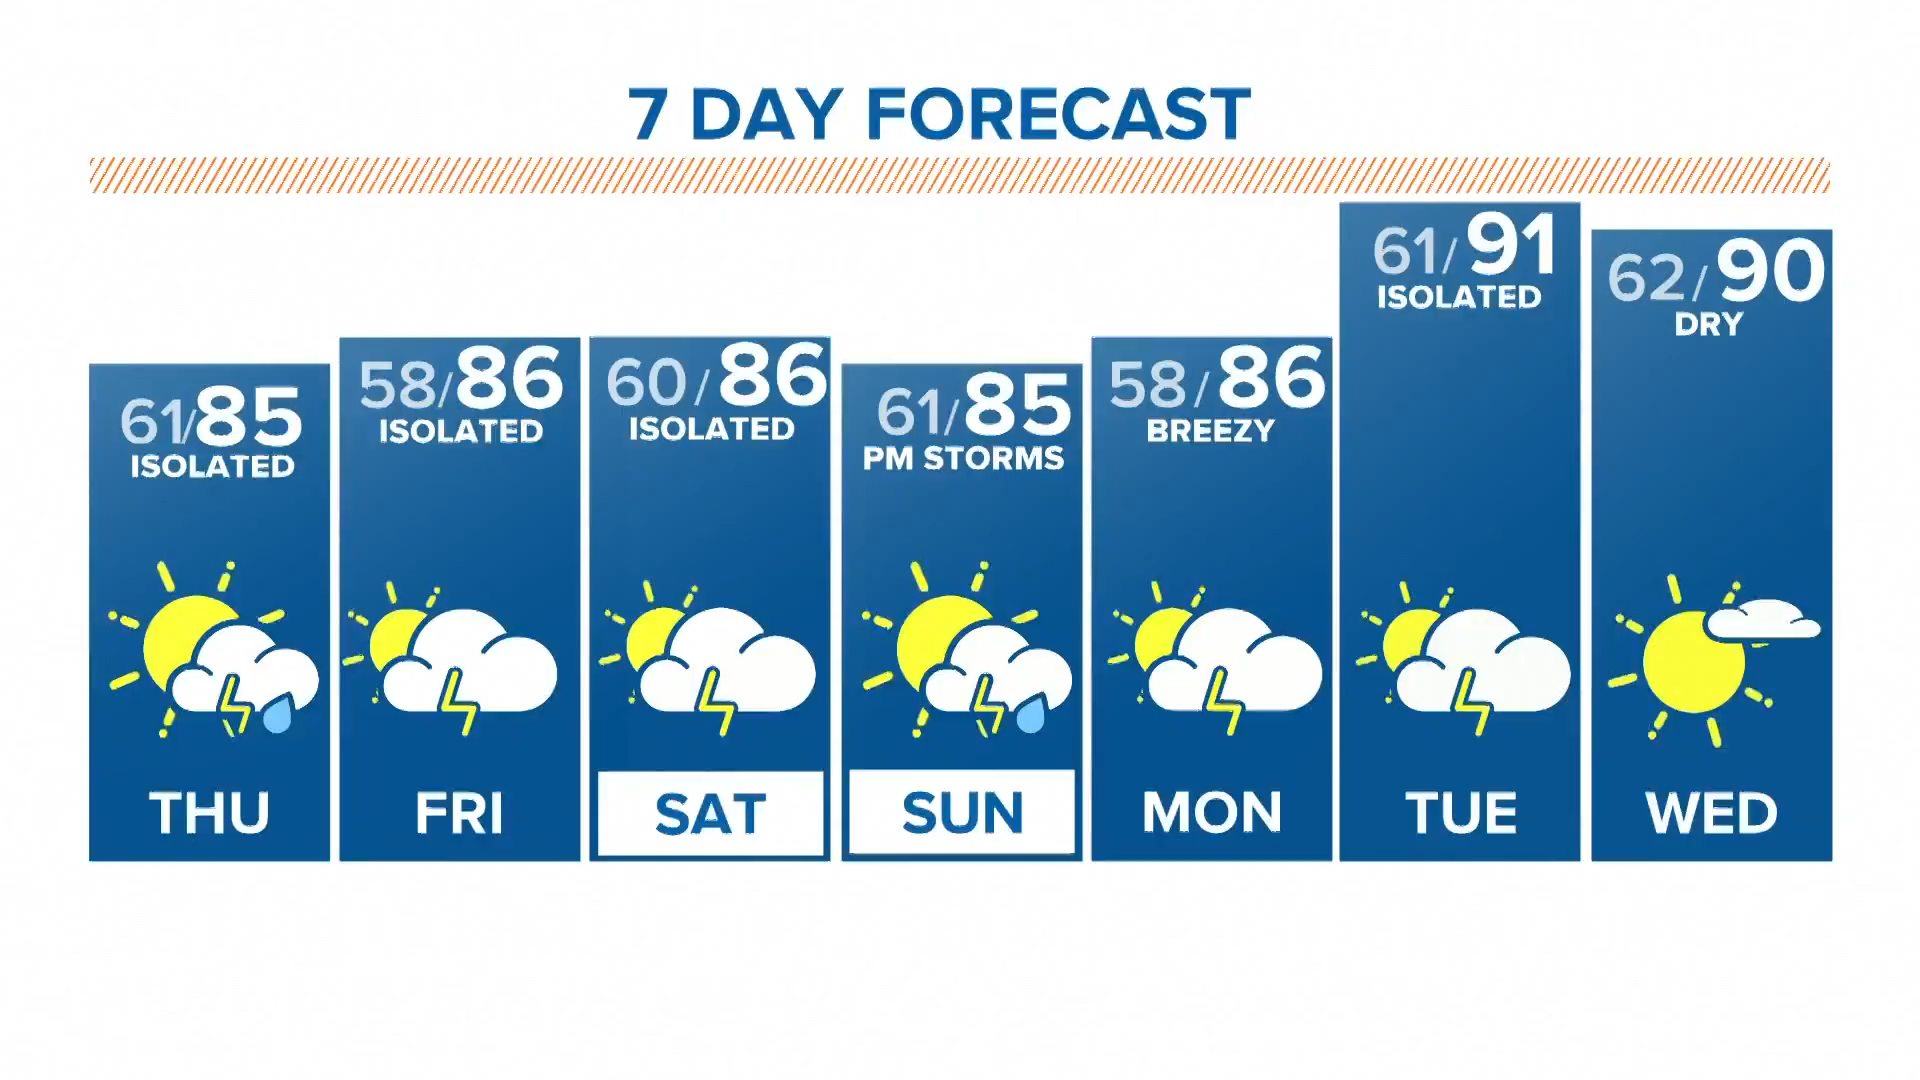 7 DAY FORECAST
61/85
ISOLATED
THU
58/86
ISOLATED
FRI
60/86
ISOLATED
SAT
61/85
PM STORMS
SUN
58/86
BREEZY
MON
61/91
ISOLATED
TUE
62/90
DRY
WED